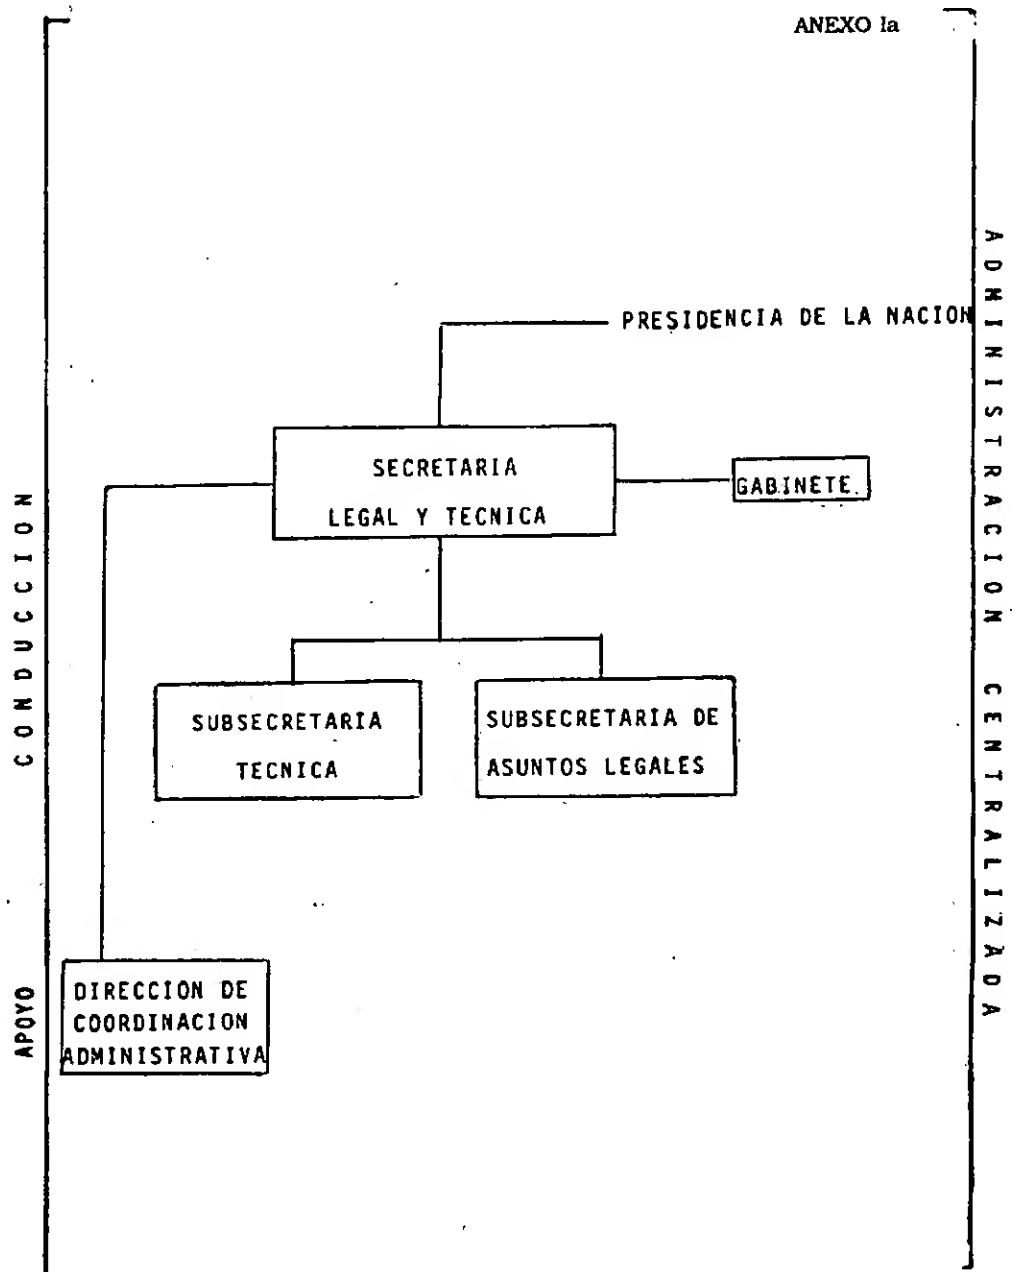 ANEXO Ia
PRESIDENCIA DE LA NACION
SECRETARIA
LEGAL Y TECNICA
GABINETE.
SUBSECRETARIA
TECNICA
SUBSECRETARIA DE
ASUNTOS LEGALES
DIRECCION DE
COORDINACION
ADMINISTRATIVA
CONDUCCION
APOYO
ADMINISTRACION CENTRALIZADA